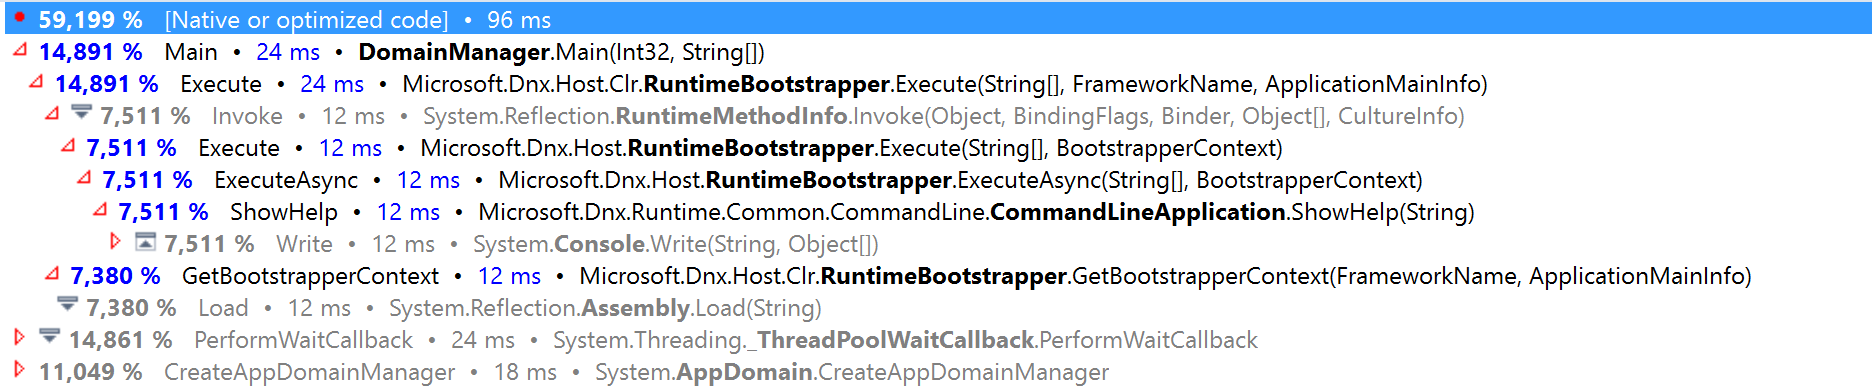 59,199 % [Native or optimized code] • 96 ms
14,891 % Main • 24 ms • DomainManager.Main(Int32, String[])
14,891 % Execute • 24 ms • Microsoft.Dnx.Host.Clr.RuntimeBootstrapper.Execute(String[], FrameworkName, ApplicationMainInfo)
7,511 % Invoke • 12 ms • System.Reflection.RuntimeMethodInfo.Invoke(Object, BindingFlags, Binder, Object[], CultureInfo)
7,511 % Execute • 12 ms • Microsoft.Dnx.Host.RuntimeBootstrapper.Execute(String[], BootstrapperContext)
7,511 % ExecuteAsync • 12 ms • Microsoft.Dnx.Host.RuntimeBootstrapper.ExecuteAsync(String[], BootstrapperContext)
7,511 % ShowHelp • 12 ms • Microsoft.Dnx.Runtime.Common.CommandLine.CommandLineApplication.ShowHelp(String)
7,511 % Write • 12 ms • System.Console.Write(String, Object[])
7,380 % GetBootstrapperContext • 12 ms • Microsoft.Dnx.Host.Clr.RuntimeBootstrapper.GetBootstrapperContext(FrameworkName, ApplicationMainInfo)
7,380 % Load • 12 ms • System.Reflection.Assembly.Load(String)
14,861 % PerformWaitCallback • 24 ms • System.Threading._ThreadPoolWaitCallback.PerformWaitCallback
11,049 % CreateAppDomainManager • 18 ms • System.AppDomain.CreateAppDomainManager